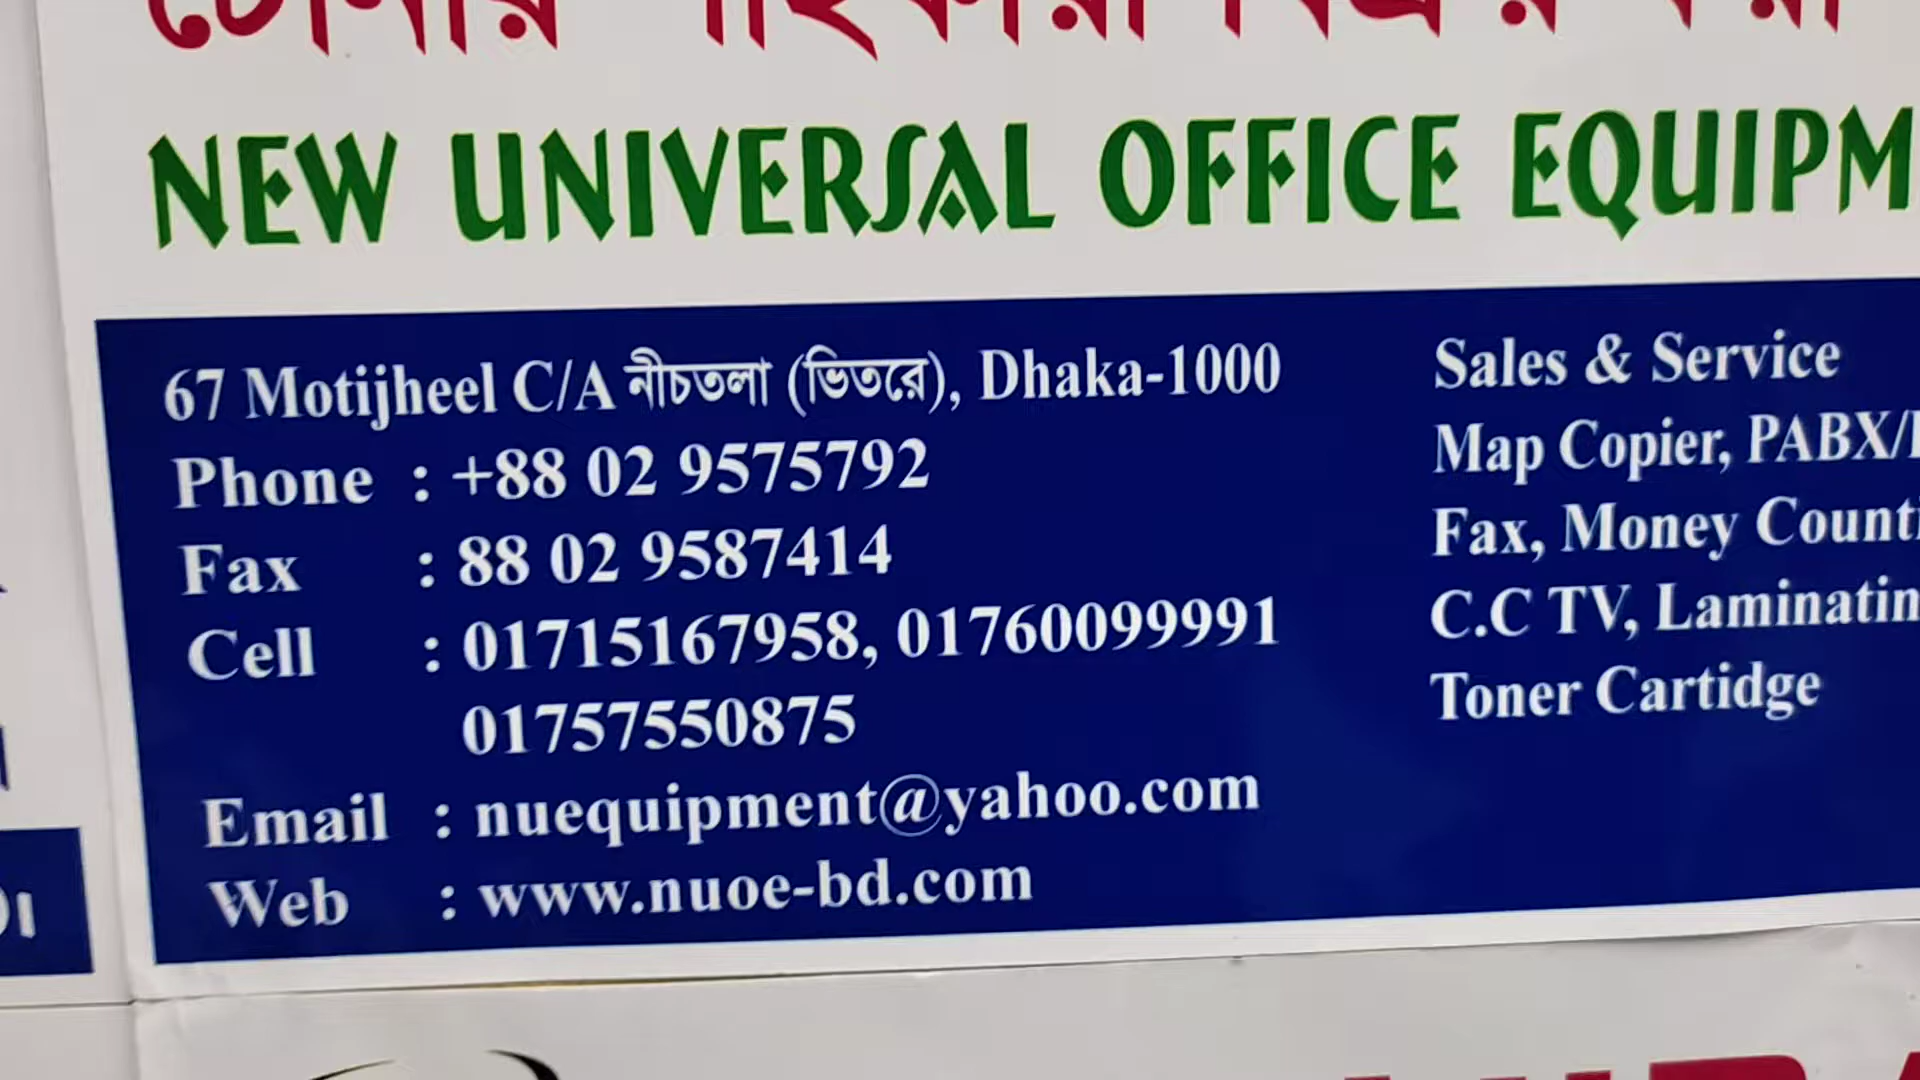 NEW UNIVERSAL OFFICE EQUIPM
67 Motijheel C/A নীচতলা (ভিতরে), Dhaka-1000
Phone : +88 02 9575792
Fax : 88 02 9587414
Cell : 01715167958, 01760099991
01757550875
Email : nuequipment@yahoo.com
Web : www.nuoe-bd.com
Sales & Service
Map Copier, PABX/
Fax, Money Counti
C.C TV, Laminatin
Toner Cartidge